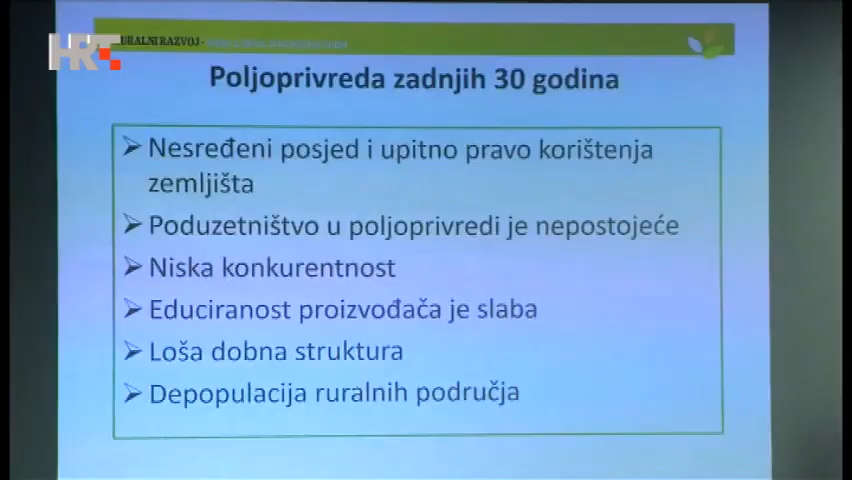 HRT
URALNI RAZVOJ -
Poljoprivreda zadnjih 30 godina
Nesređeni posjed i upitno pravo korištenja
zemljišta
Poduzetništvo u poljoprivredi je nepostojeće
Niska konkurentnost
Educiranost proizvođača je slaba
Loša dobna struktura
Depopulacija ruralnih područja